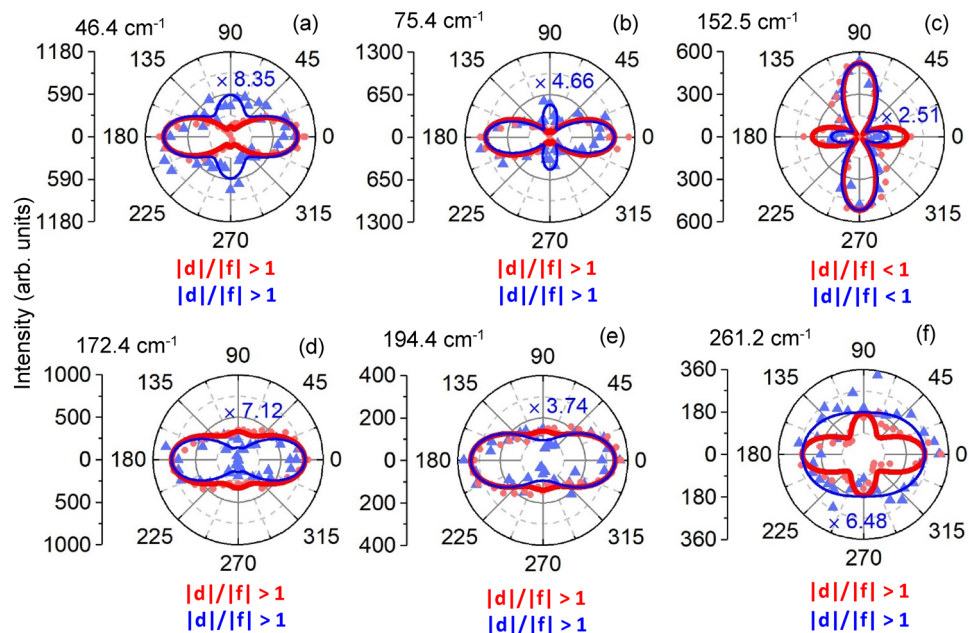 46.4 cm-1 (a)
1180 90
135 45
590 × 8.35
0 180 0
590
1180 225 315
270
|d|/|f| > 1
|d|/|f| > 1
75.4 cm-1 (b)
1300 90
135 45
650 × 4.66
0 180 0
650
1300 225 315
270
|d|/|f| > 1
|d|/|f| > 1
152.5 cm-1 (c)
600 90
135 45
300 × 2.51
0 180 0
300
600 225 315
270
|d|/|f| < 1
|d|/|f| < 1
Intensity (arb. units)
172.4 cm-1 (d)
1000 90
135 45
500 × 7.12
0 180 0
500
1000 225 315
270
|d|/|f| > 1
|d|/|f| > 1
194.4 cm-1 (e)
400 90
135 45
200 × 3.74
0 180 0
200
400 225 315
270
|d|/|f| > 1
|d|/|f| > 1
261.2 cm-1 (f)
360 90
135 45
180
0 180 0
180
× 6.48
360 225 315
270
|d|/|f| > 1
|d|/|f| > 1